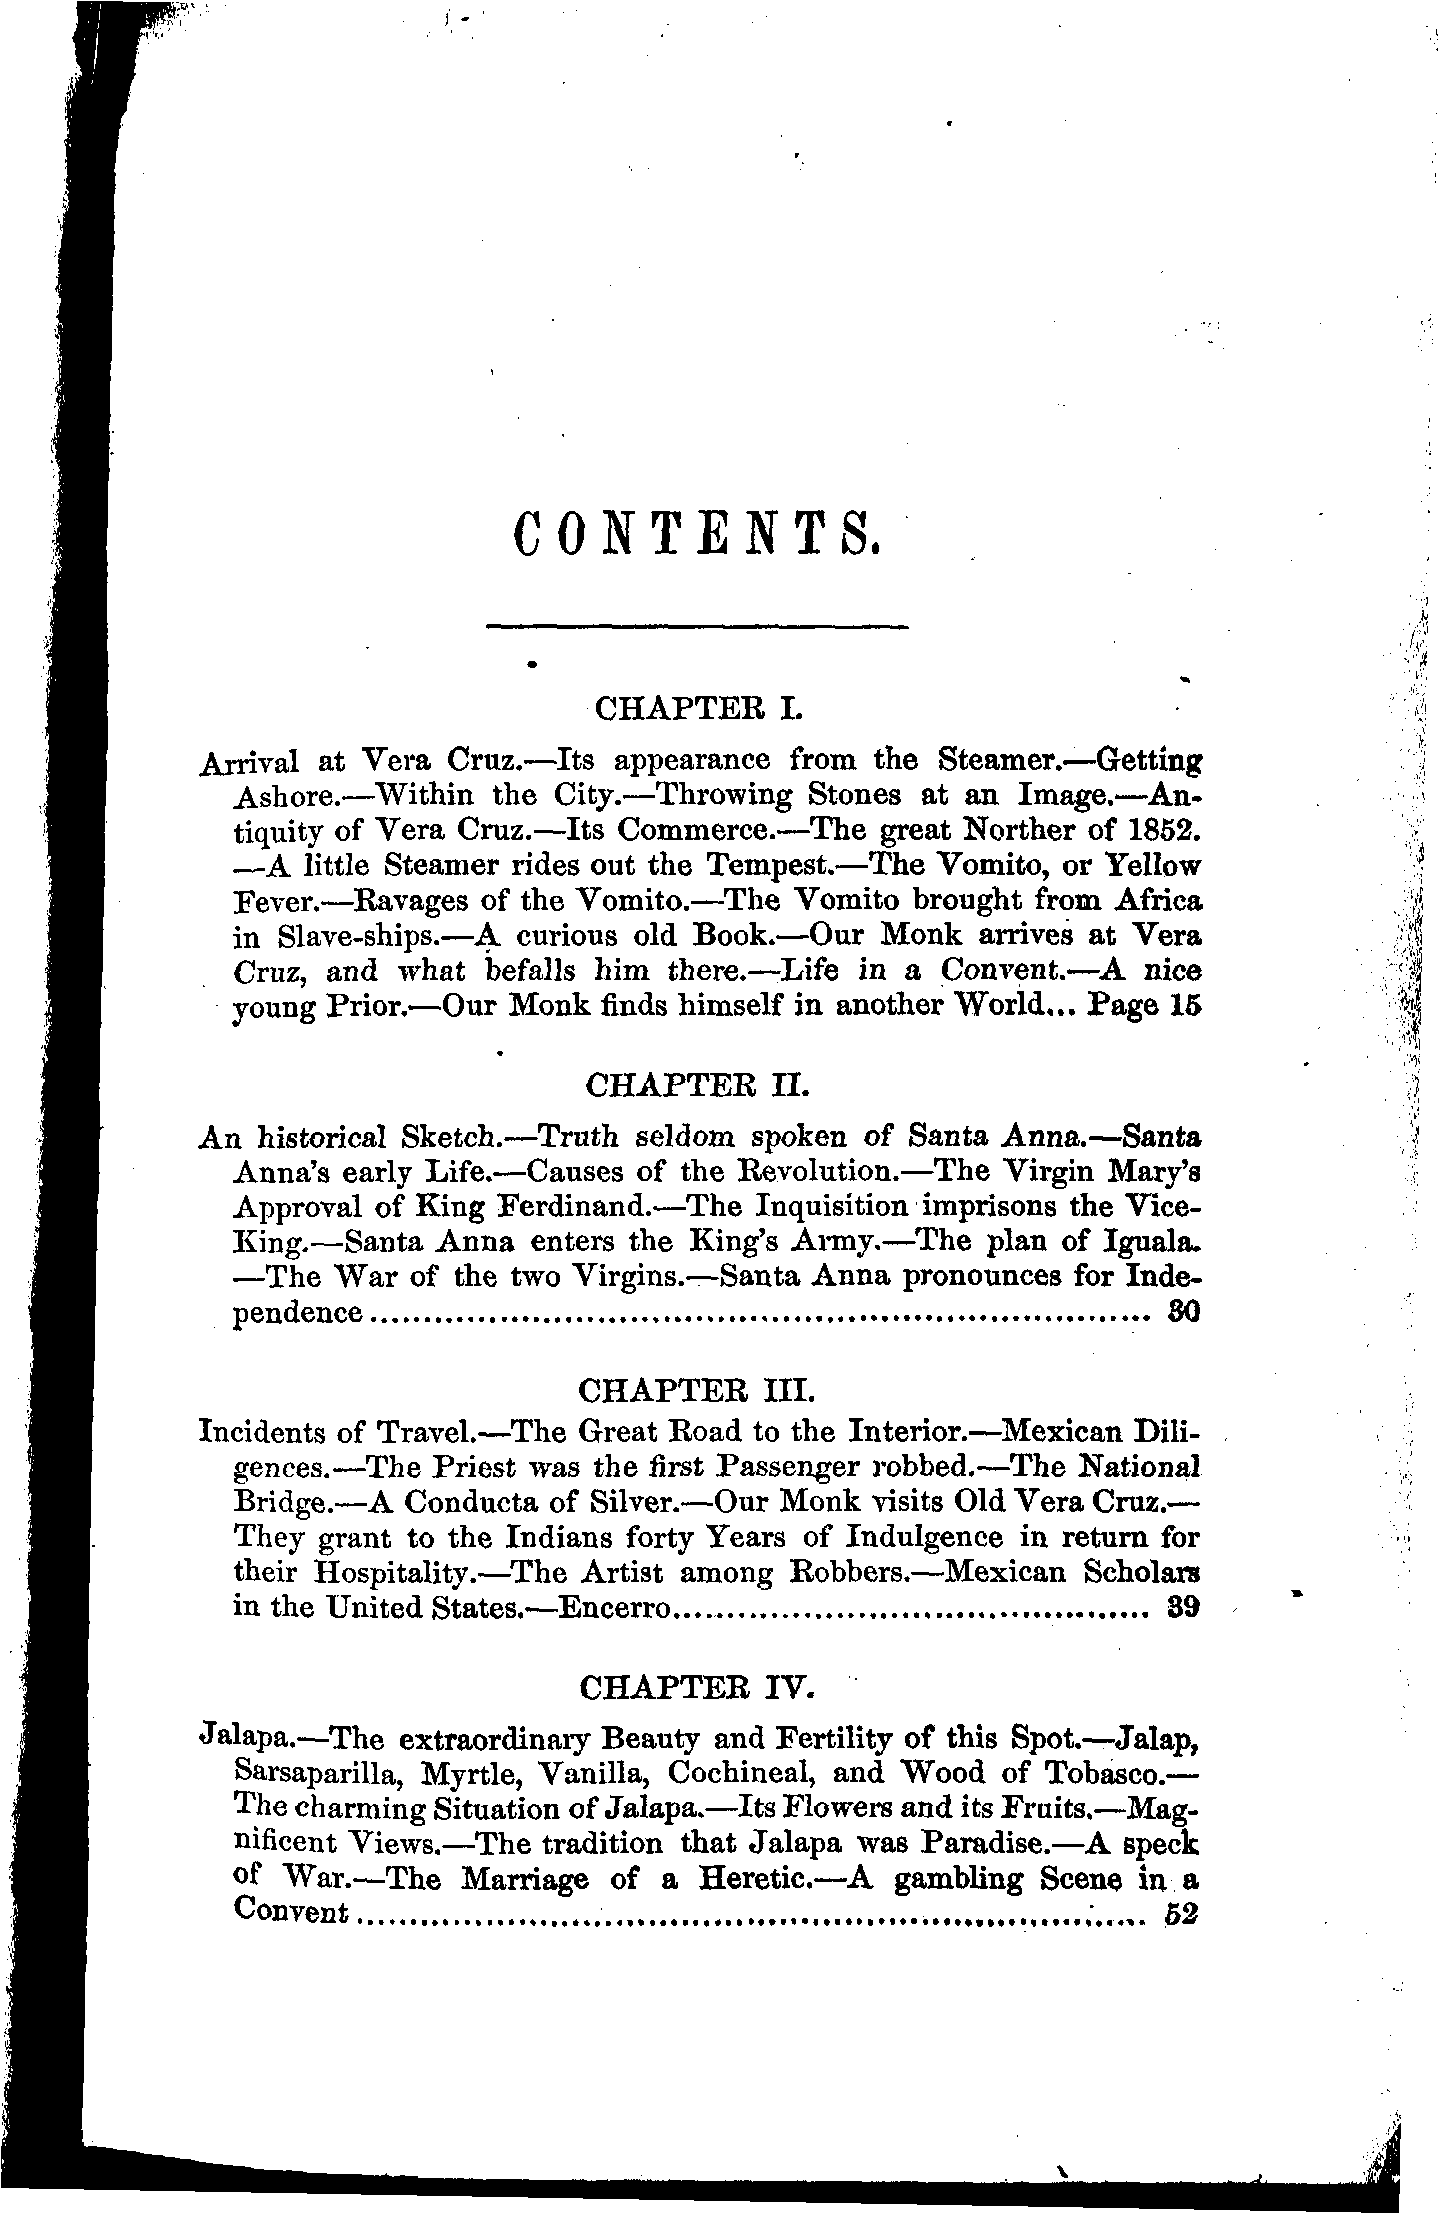 CONTENTS.
CHAPTER I.
Arrival at Vera Cruz.—Its appearance from the Steamer.—Getting
Ashore.—Within the City.—Throwing Stones at an Image.—An-
tiquity of Vera Cruz.—Its Commerce.—The great Norther of 1852.
—A little Steamer rides out the Tempest.—The Vomito, or Yellow
Fever.—Ravages of the Vomito.—The Vomito brought from Africa
in Slave-ships.—A curious old Book.—Our Monk arrives at Vera
Cruz, and what befalls him there.—Life in a Convent.—A nice
young Prior.—Our Monk finds himself in another World... Page 15
CHAPTER II.
An historical Sketch.—Truth seldom spoken of Santa Anna.—Santa
Anna's early Life.—Causes of the Revolution.—The Virgin Mary's
Approval of King Ferdinand.—The Inquisition imprisons the Vice-
King.—Santa Anna enters the King's Army.—The plan of Iguala.
—The War of the two Virgins.—Santa Anna pronounces for Inde-
pendence ........................................................................ 30
CHAPTER III.
Incidents of Travel.—The Great Road to the Interior.—Mexican Dili-
gences.—The Priest was the first Passenger robbed.—The National
Bridge.—A Conducta of Silver.—Our Monk visits Old Vera Cruz.—
They grant to the Indians forty Years of Indulgence in return for
their Hospitality.—The Artist among Robbers.—Mexican Scholars
in the United States.—Encerro............................................ 39
CHAPTER IV.
Jalapa.—The extraordinary Beauty and Fertility of this Spot.—Jalap,
Sarsaparilla, Myrtle, Vanilla, Cochineal, and Wood of Tobasco.—
The charming Situation of Jalapa.—Its Flowers and its Fruits.—Mag-
nificent Views.—The tradition that Jalapa was Paradise.—A speck
of War.—The Marriage of a Heretic.—A gambling Scene in a
Convent ........................................................................ 52